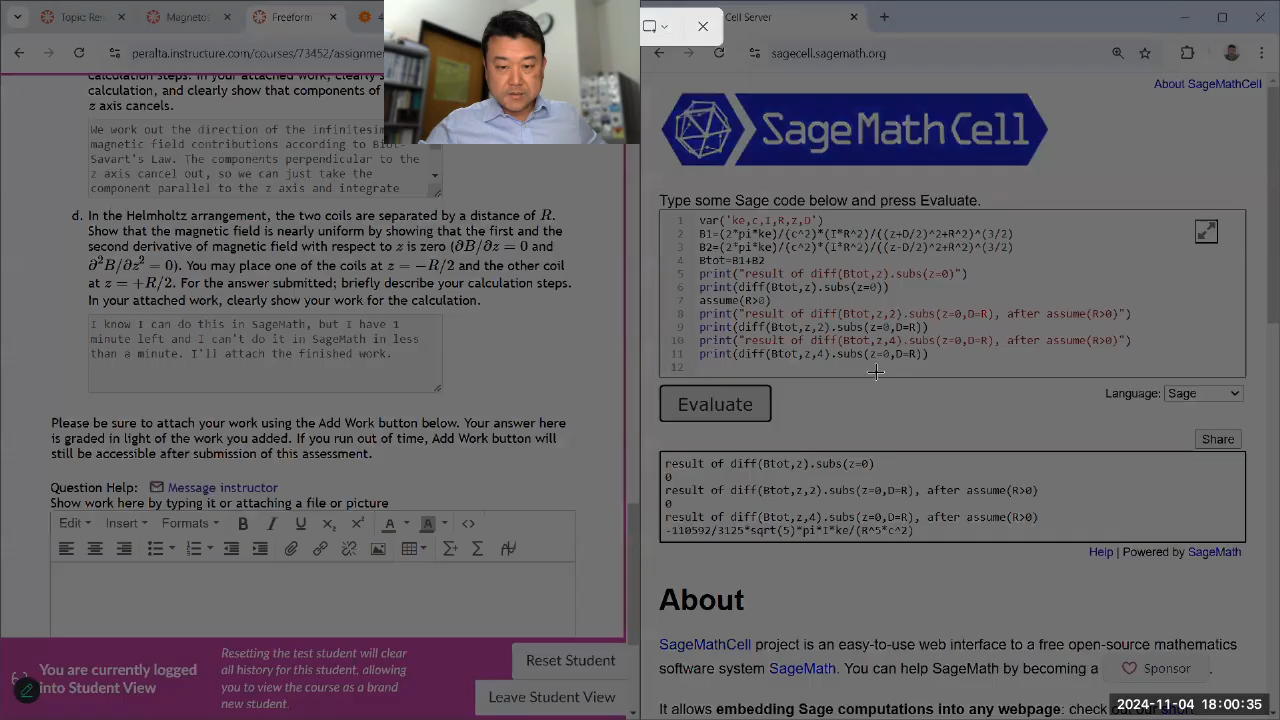 Topic Re
Magneto
Freeform
4
Cell Server
peralta.instructure.com/courses/73452/assignme
sagecell.sagemath.org
calculation steps. In your attached work, clearly s
calculation, and clearly show that components of
z axis cancels.
We work out the direction of the infinitesim
magnetic field contributions according to Biot-
Savart's Law. The components perpendicular to the
z axis cancel out, so we can just take the
component parallel to the z axis and integrate
d. In the Helmholtz arrangement, the two coils are separated by a distance of R.
Show that the magnetic field is nearly uniform by showing that the first and the
second derivative of magnetic field with respect to z is zero (∂B/∂z = 0 and
∂²B/∂z² = 0). You may place one of the coils at z = −R/2 and the other coil
at z = +R/2. For the answer submitted; briefly describe your calculation steps.
In your attached work, clearly show your work for the calculation.
I know I can do this in SageMath, but I have 1
minute left and I can't do it in SageMath in less
than a minute. I'll attach the finished work.
Please be sure to attach your work using the Add Work button below. Your answer here
is graded in light of the work you added. If you run out of time, Add Work button will
still be accessible after submission of this assessment.
Question Help: Message instructor
Show work here by typing it or attaching a file or picture
Edit Insert Formats B I U X₂ X² A A <>
You are currently logged
into Student View
Resetting the test student will clear
all history for this student, allowing
you to view the course as a brand
new student.
Reset Student
Leave Student View
About SageMathCell
SageMathCell
Type some Sage code below and press Evaluate.
1 var('ke,c,I,R,z,D')
2 B1=(2*pi*ke)/(c^2)*(I*R^2)/((z+D/2)^2+R^2)^(3/2)
3 B2=(2*pi*ke)/(c^2)*(I*R^2)/((z-D/2)^2+R^2)^(3/2)
4 Btot=B1+B2
5 print("result of diff(Btot,z).subs(z=0)")
6 print(diff(Btot,z).subs(z=0))
7 assume(R>0)
8 print("result of diff(Btot,z,2).subs(z=0,D=R), after assume(R>0)")
9 print(diff(Btot,z,2).subs(z=0,D=R))
10 print("result of diff(Btot,z,4).subs(z=0,D=R), after assume(R>0)")
11 print(diff(Btot,z,4).subs(z=0,D=R))
12
Evaluate
Language: Sage
Share
result of diff(Btot,z).subs(z=0)
0
result of diff(Btot,z,2).subs(z=0,D=R), after assume(R>0)
0
result of diff(Btot,z,4).subs(z=0,D=R), after assume(R>0)
-110592/3125*sqrt(5)*pi*I*ke/(R^5*c^2)
Help | Powered by SageMath
About
SageMathCell project is an easy-to-use web interface to a free open-source mathematics
software system SageMath. You can help SageMath by becoming a Sponsor.
It allows embedding Sage computations into any webpage: check out our
2024-11-04 18:00:35